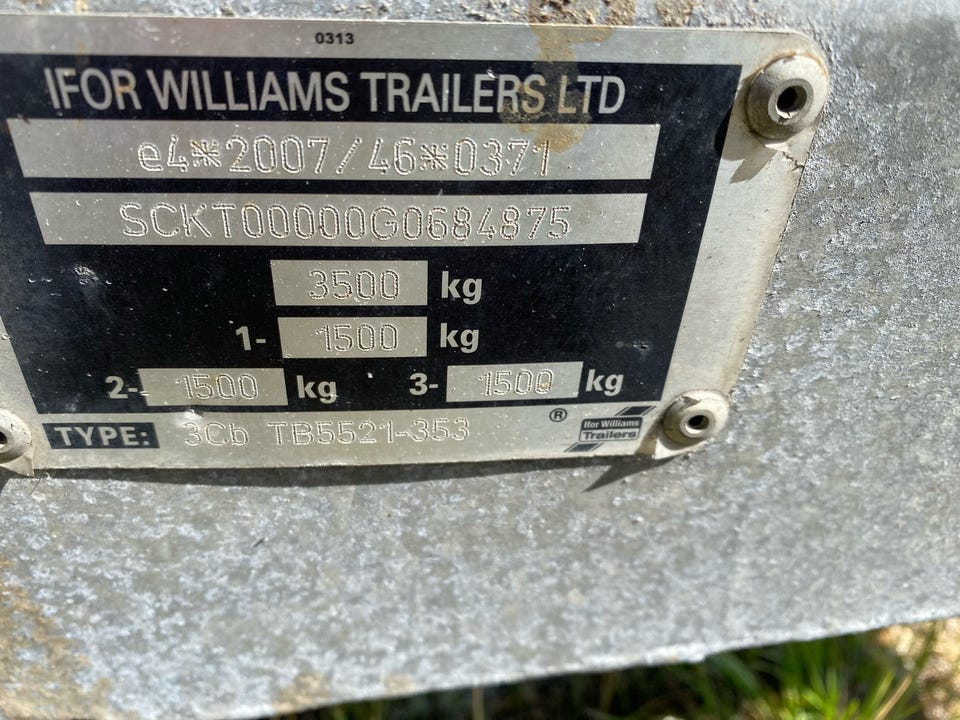 0313
IFOR WILLIAMS TRAILERS LTD
e4*2007/46*0371
SCKT00000G0684875
3500 kg
1- 1500 kg
2- 1500 kg 3- 1500 kg
TYPE: 3Cb TB5521-353 ® Ifor Williams
Trailers